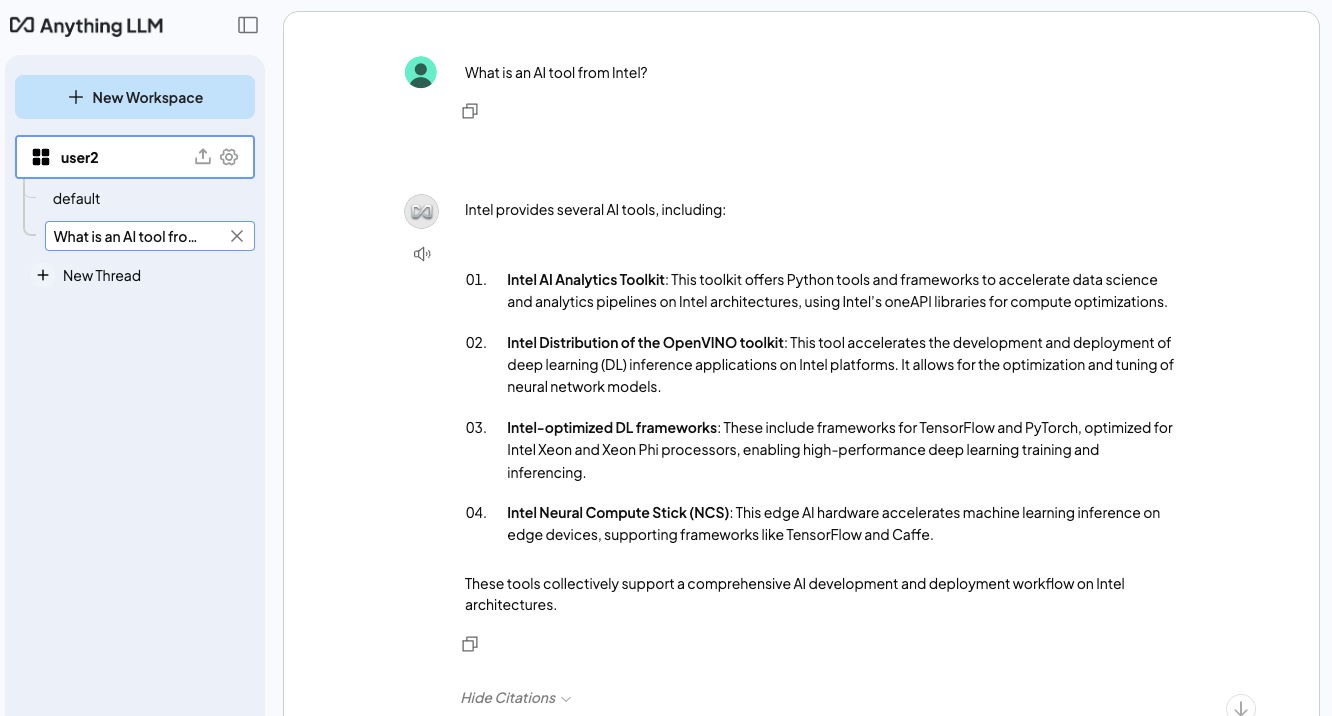 Anything LLM
+ New Workspace
user2
default
What is an AI tool fro...
+ New Thread
What is an AI tool from Intel?
Intel provides several AI tools, including:
01. Intel AI Analytics Toolkit: This toolkit offers Python tools and frameworks to accelerate data science
and analytics pipelines on Intel architectures, using Intel's oneAPI libraries for compute optimizations.
02. Intel Distribution of the OpenVINO toolkit: This tool accelerates the development and deployment of
deep learning (DL) inference applications on Intel platforms. It allows for the optimization and tuning of
neural network models.
03. Intel-optimized DL frameworks: These include frameworks for TensorFlow and PyTorch, optimized for
Intel Xeon and Xeon Phi processors, enabling high-performance deep learning training and
inferencing.
04. Intel Neural Compute Stick (NCS): This edge AI hardware accelerates machine learning inference on
edge devices, supporting frameworks like TensorFlow and Caffe.
These tools collectively support a comprehensive AI development and deployment workflow on Intel
architectures.
Hide Citations